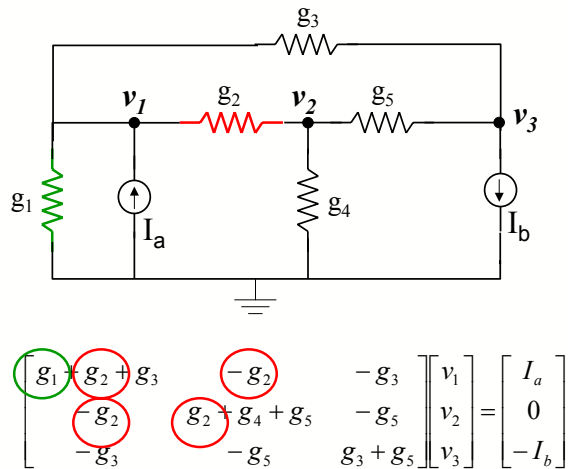 g3
v1 g2 v2 g5 v3
g1 Ia g4 Ib
g1 + g2 + g3 - g2 - g3 v1 Ia
- g2 g2 + g4 + g5 - g5 v2 = 0
- g3 - g5 g3 + g5 v3 - Ib